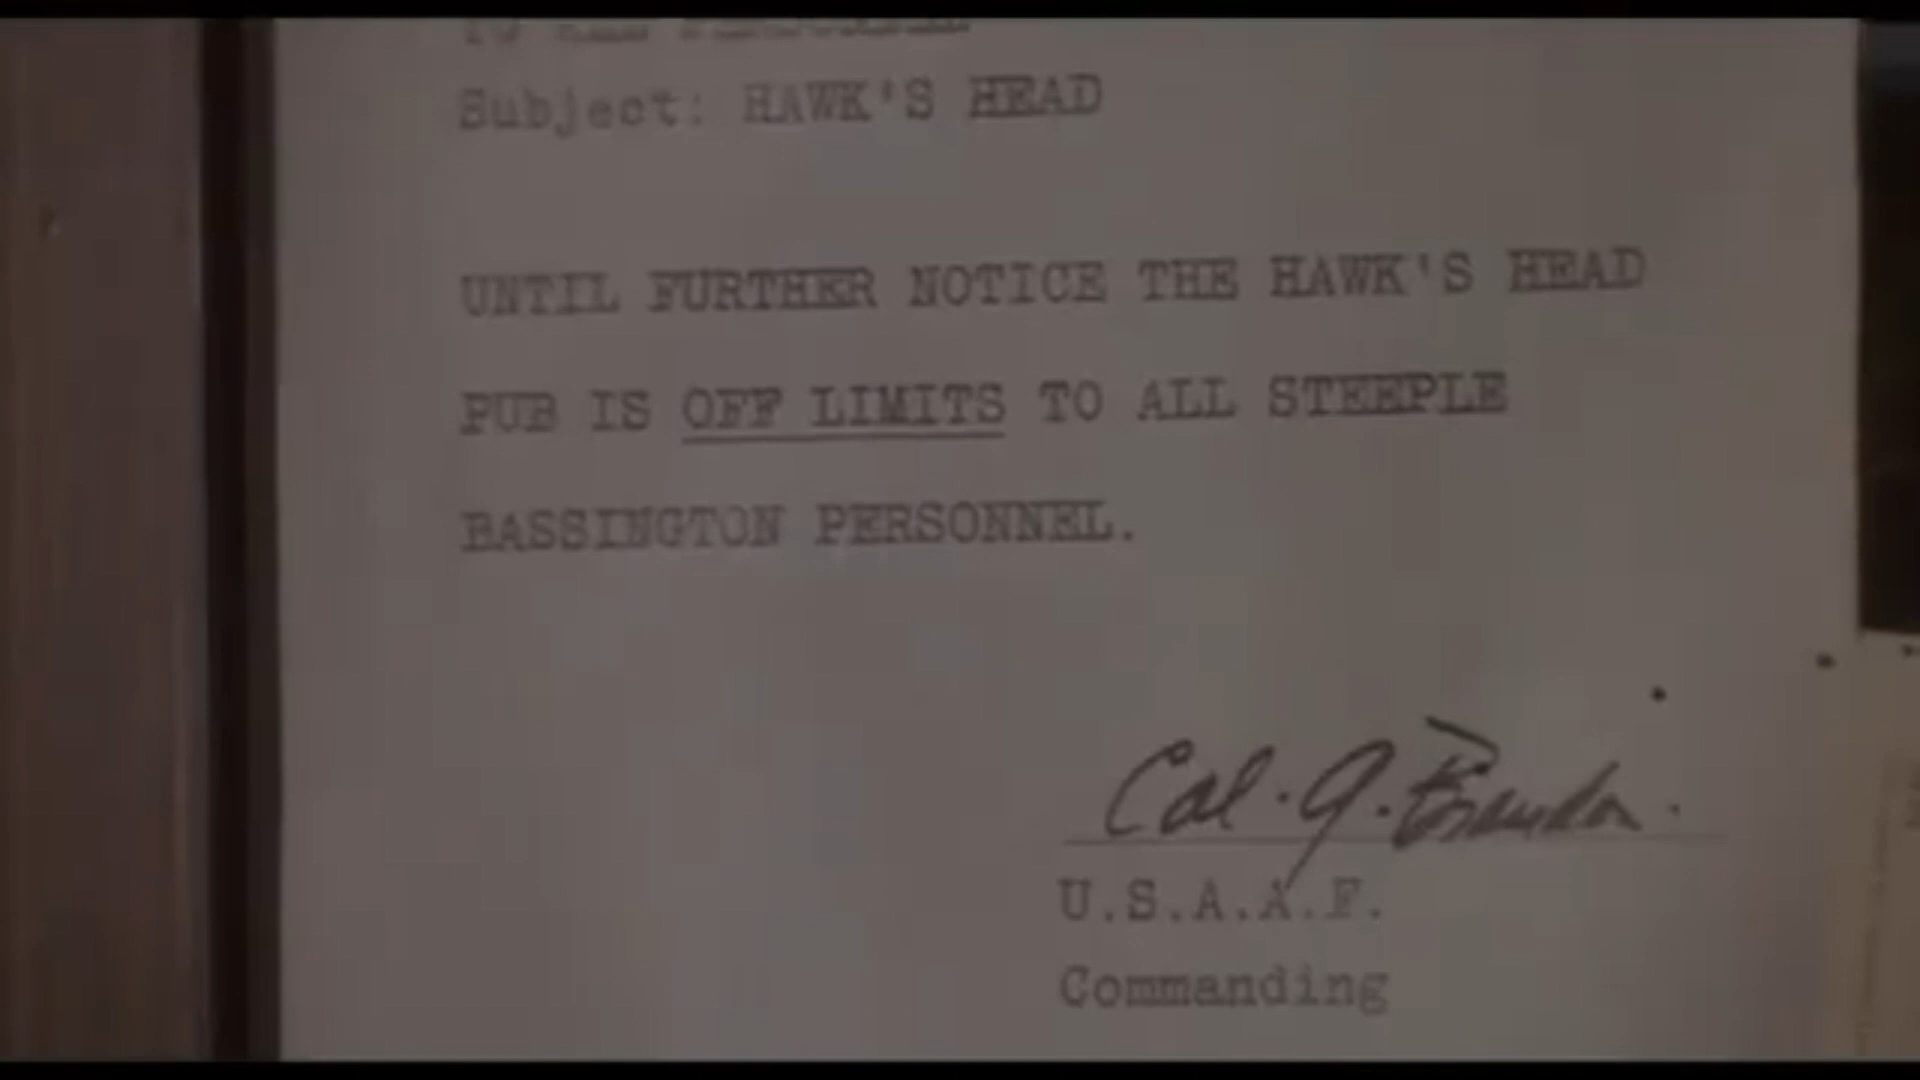 Subject: HAWK'S HEAD
UNTIL FURTHER NOTICE THE HAWK'S HEAD
PUB IS OFF LIMITS TO ALL STEEPLE
BASSINGTON PERSONNEL.
Col. J.
U.S.A.A.F.
Commanding